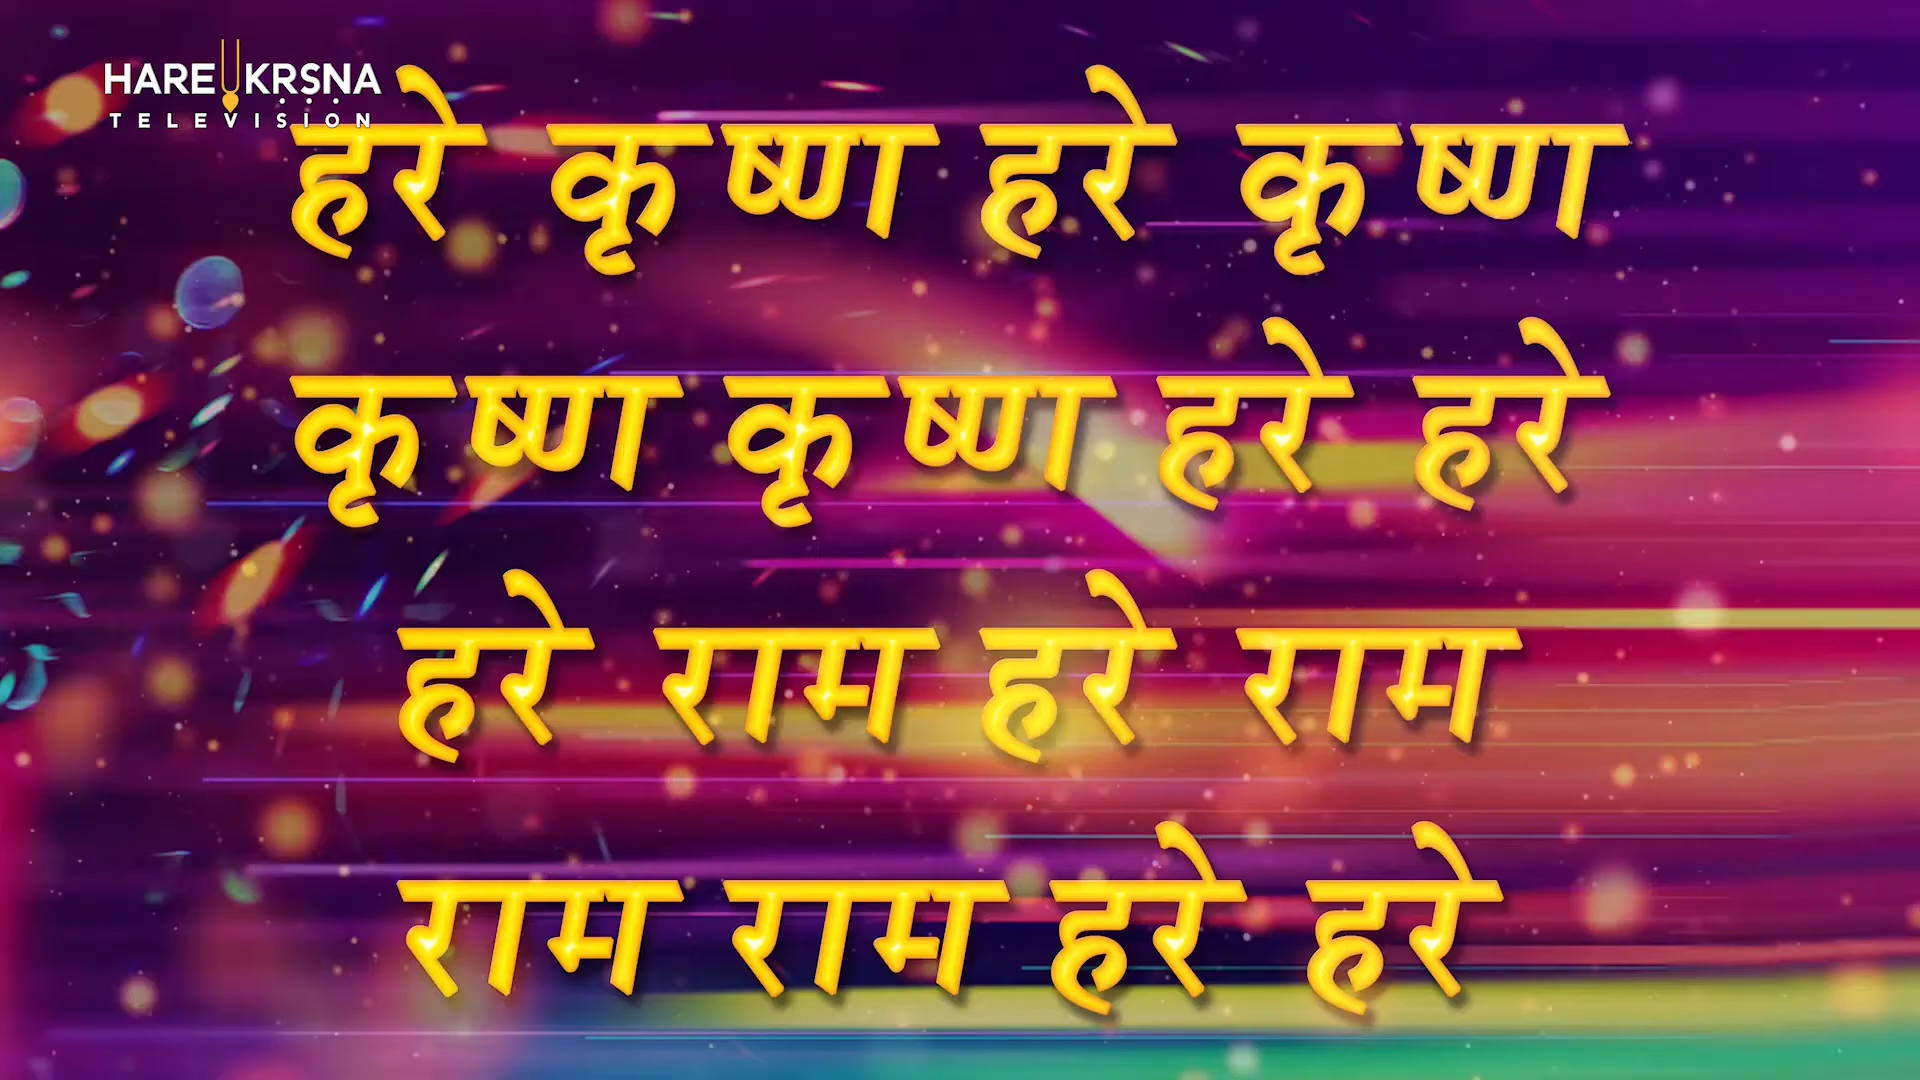 HARE KRSNA
TELEVISION
हरे कृष्ण हरे कृष्ण
कृष्ण कृष्ण हरे हरे
हरे राम हरे राम
राम राम हरे हरे